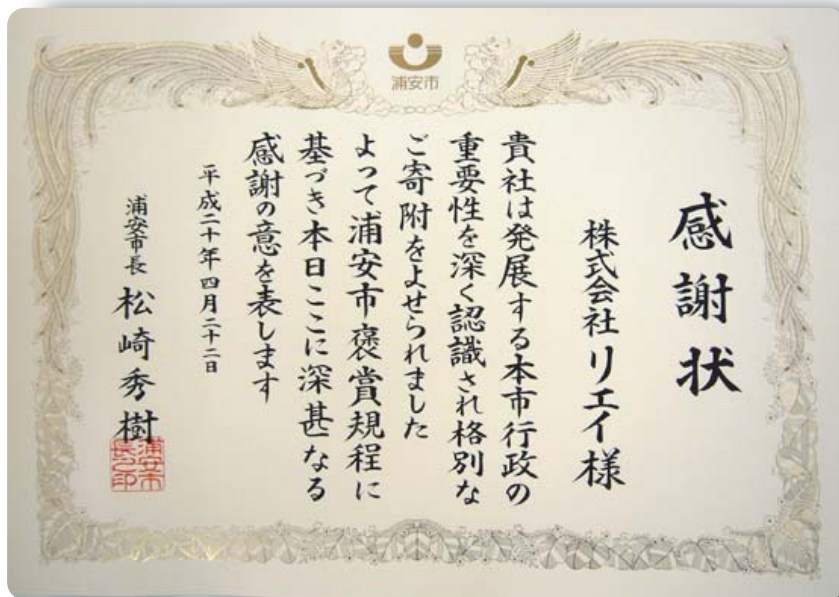 浦安市
感謝状
株式会社リエイ様
貴社は発展する本市行政の
重要性を深く認識され格別な
ご寄附をよせられました
よって浦安市褒賞規程に
基づき本日ここに深甚なる
感謝の意を表します
平成二十年四月二十二日
浦安市長 松崎秀樹
浦安市長之印